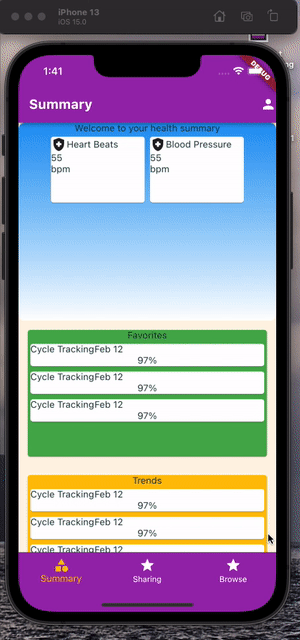 iPhone 13
iOS 15.0
1:41
DEBUG
Summary
Welcome to your health summary
Heart Beats
55
bpm
Blood Pressure
55
bpm
Favorites
Cycle TrackingFeb 12
97%
Cycle TrackingFeb 12
97%
Cycle TrackingFeb 12
97%
Trends
Cycle TrackingFeb 12
97%
Cycle TrackingFeb 12
97%
Cycle TrackingFeb 12
Summary
Sharing
Browse